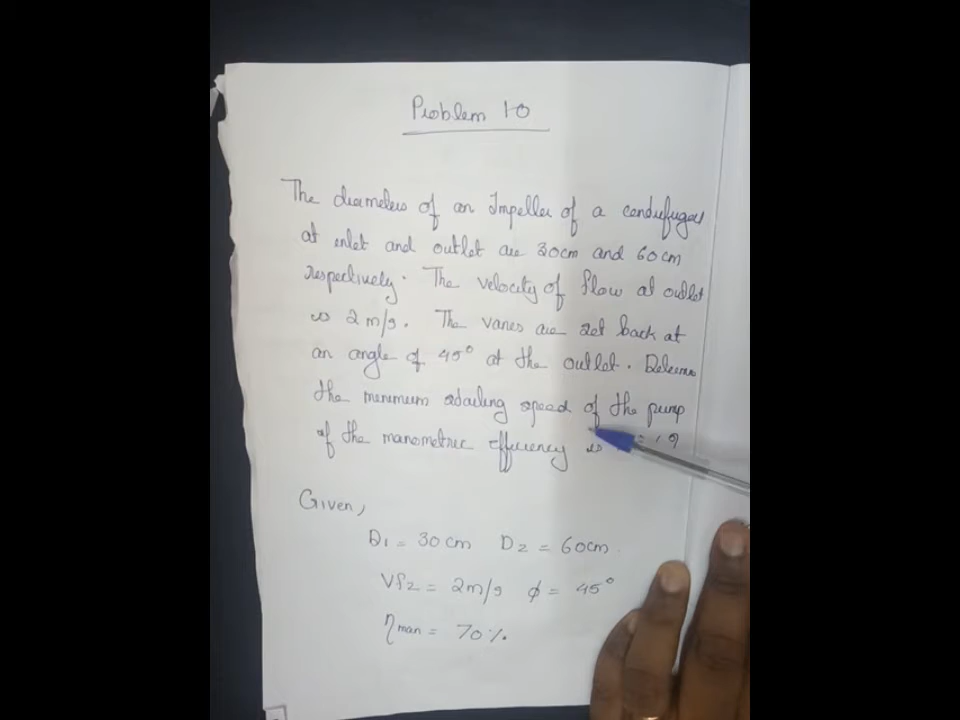 Problem 10
The diameters of an Impeller of a
at inlet and outlet are 30cm and 60cm
respectively. The velocity of flow at outlet
is 2 m/s. The vanes are set back at
an angle of 45° at the outlet.
the minimum starting speed of the pump
if the manometric efficiency is
Given,
D1 = 30 cm D2 = 60cm.
Vf2 = 2m/s ϕ = 45°
ηman = 70%.